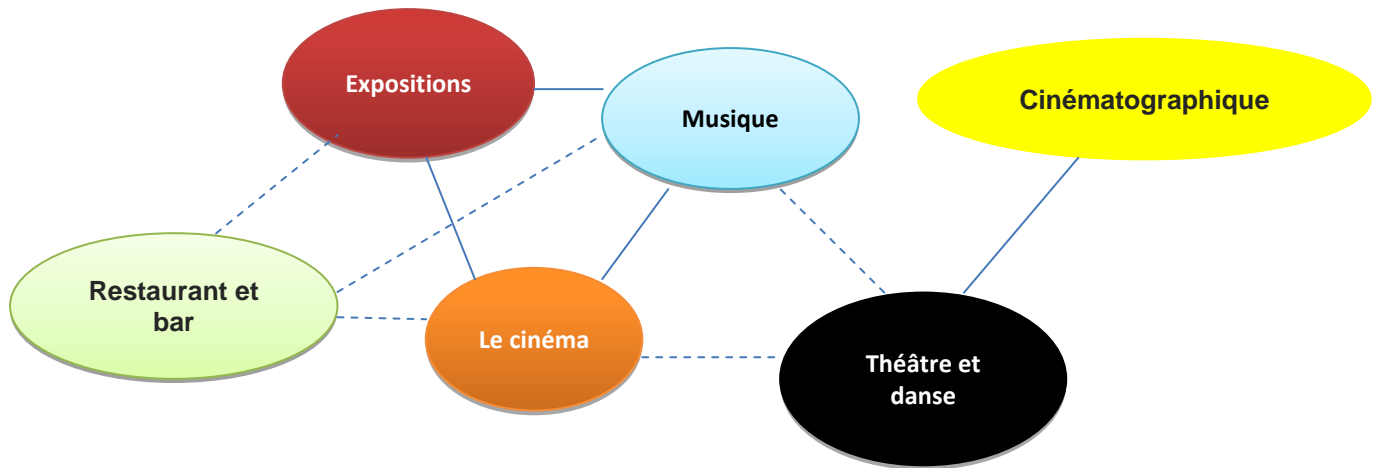 Expositions
Musique
Cinématographique
Restaurant et
bar
Le cinéma
Théâtre et
danse